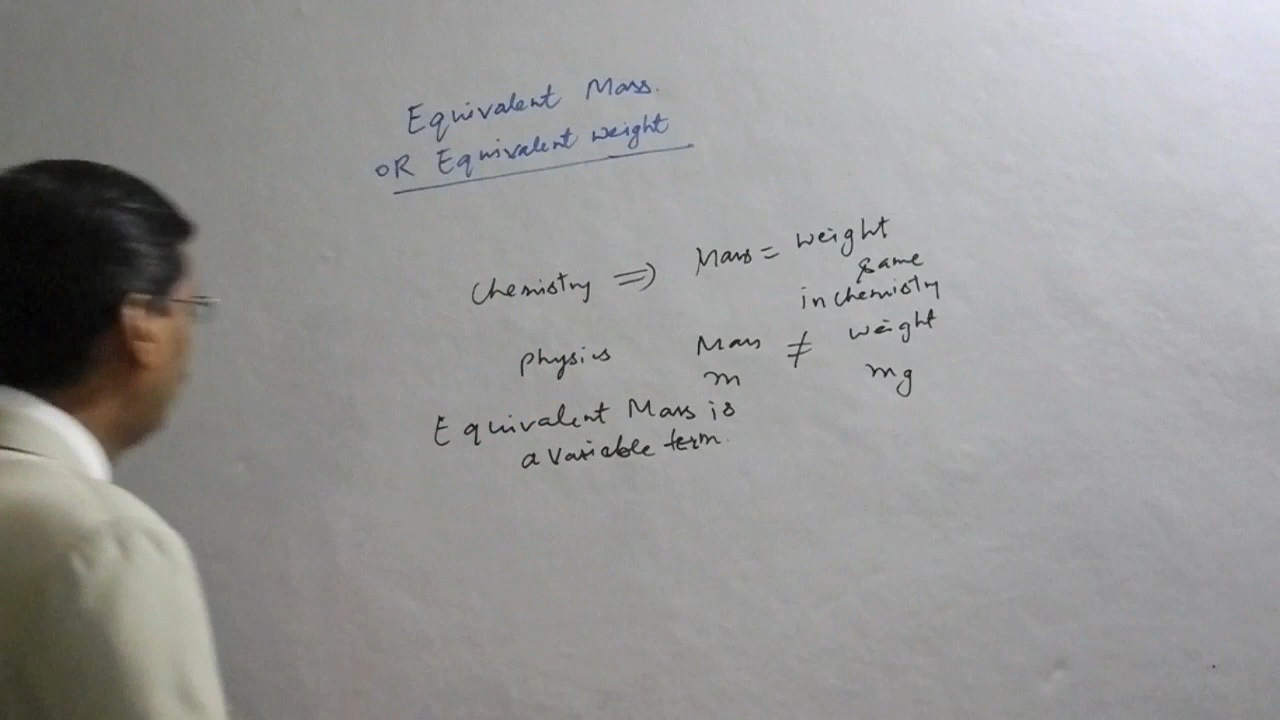 Equivalent Mass.
OR Equivalent weight
Chemistry ⇒ Mass = weight
same
in chemistry
Physics Mass ≠ weight
m mg
Equivalent Mass is
a variable term.